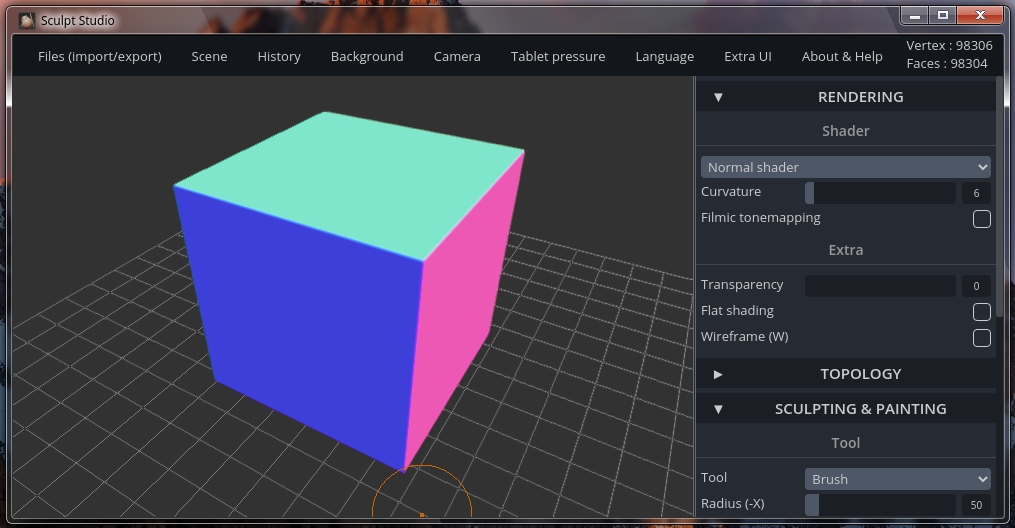 Sculpt Studio
Files (import/export) Scene History Background Camera Tablet pressure Language Extra UI About & Help
Vertex : 98306
Faces : 98304
▼ RENDERING
Shader
Normal shader
Curvature 6
Filmic tonemapping
Extra
Transparency 0
Flat shading
Wireframe (W)
► TOPOLOGY
▼ SCULPTING & PAINTING
Tool
Tool Brush
Radius (-X) 50